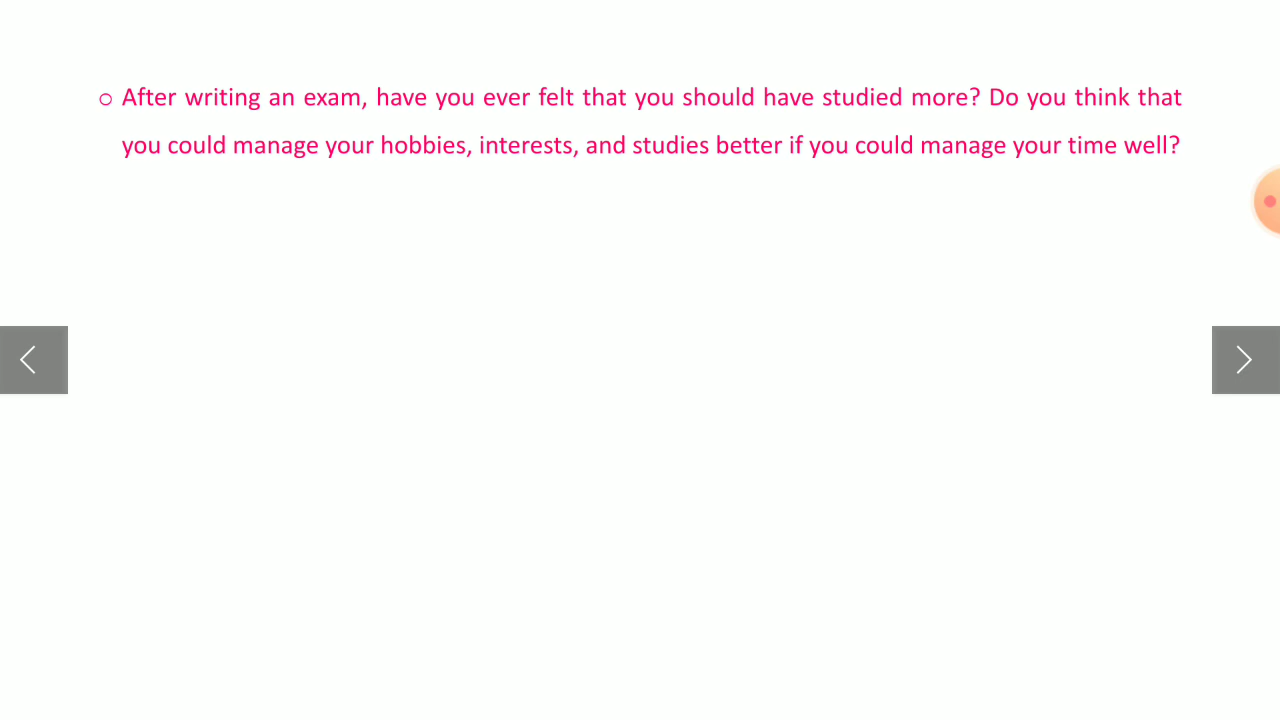 ○ After writing an exam, have you ever felt that you should have studied more? Do you think that
you could manage your hobbies, interests, and studies better if you could manage your time well?